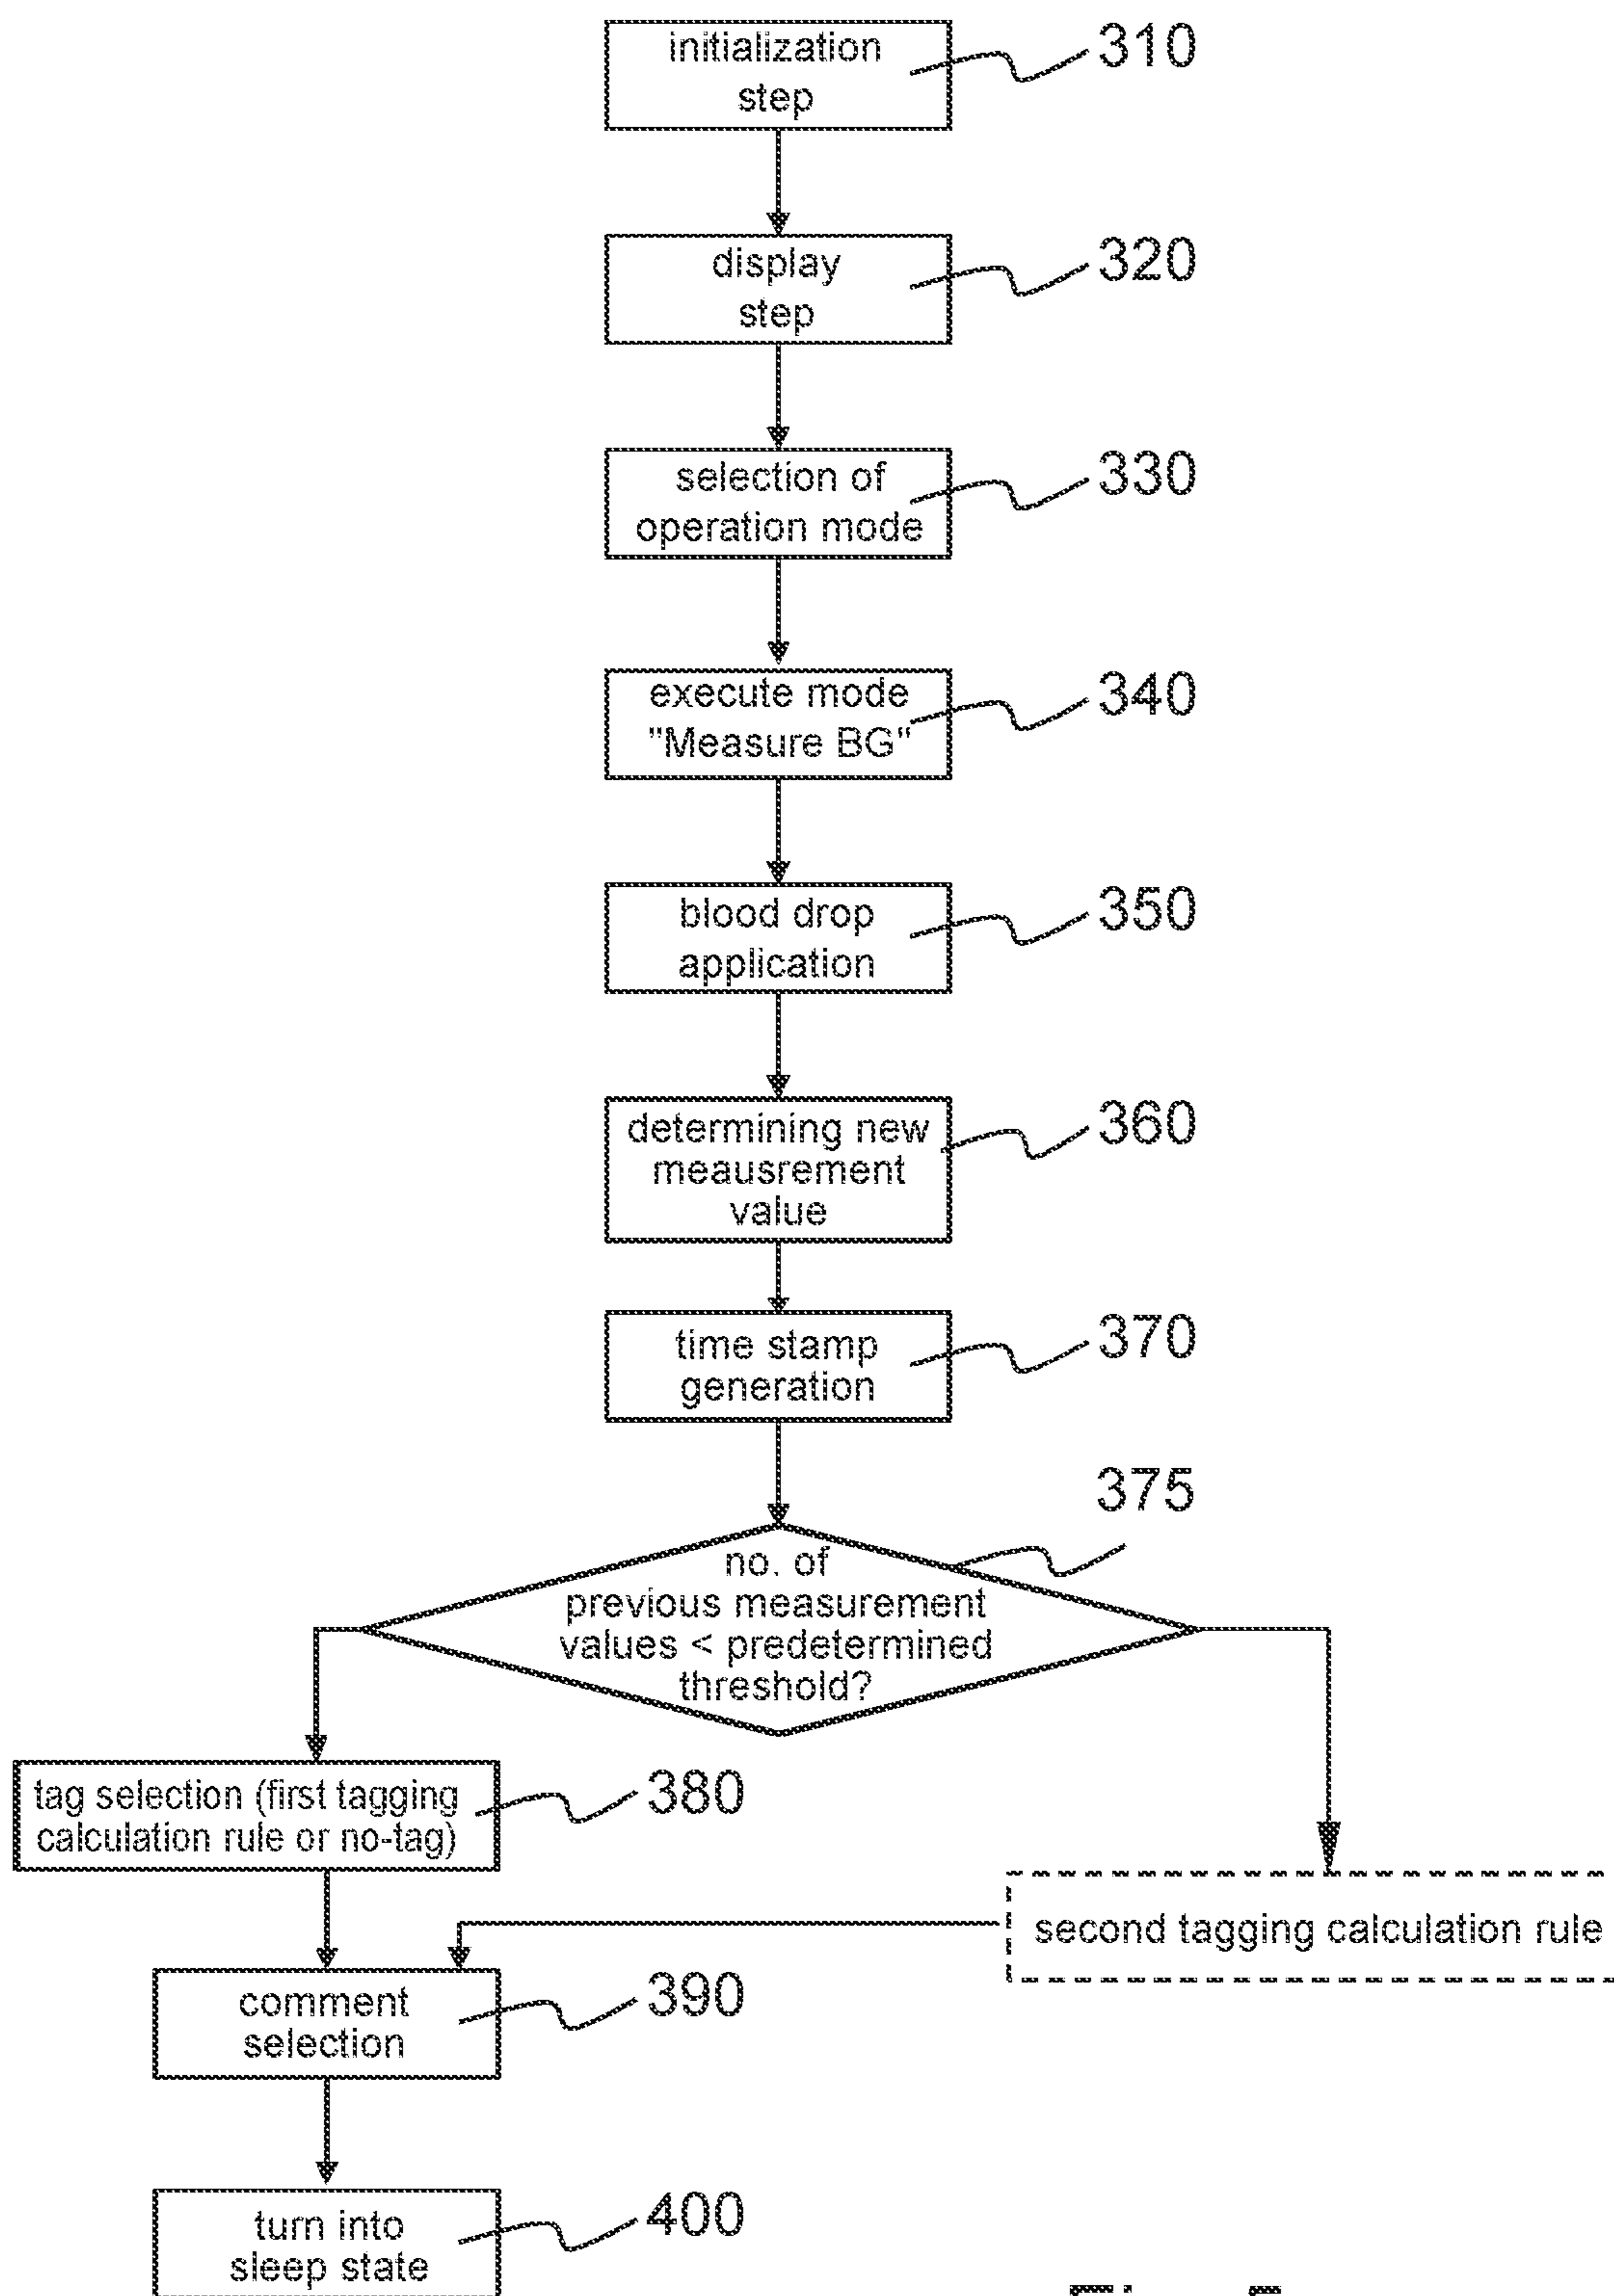 initialization
step
310
display
step
320
selection of
operation mode
330
execute mode
"Measure BG"
340
blood drop
application
350
determining new
meausrement
value
360
time stamp
generation
370
375
no. of
previous measurement
values < predetermined
threshold?
tag selection (first tagging
calculation rule or no-tag)
380
second tagging calculation rule
comment
selection
390
turn into
sleep state
400